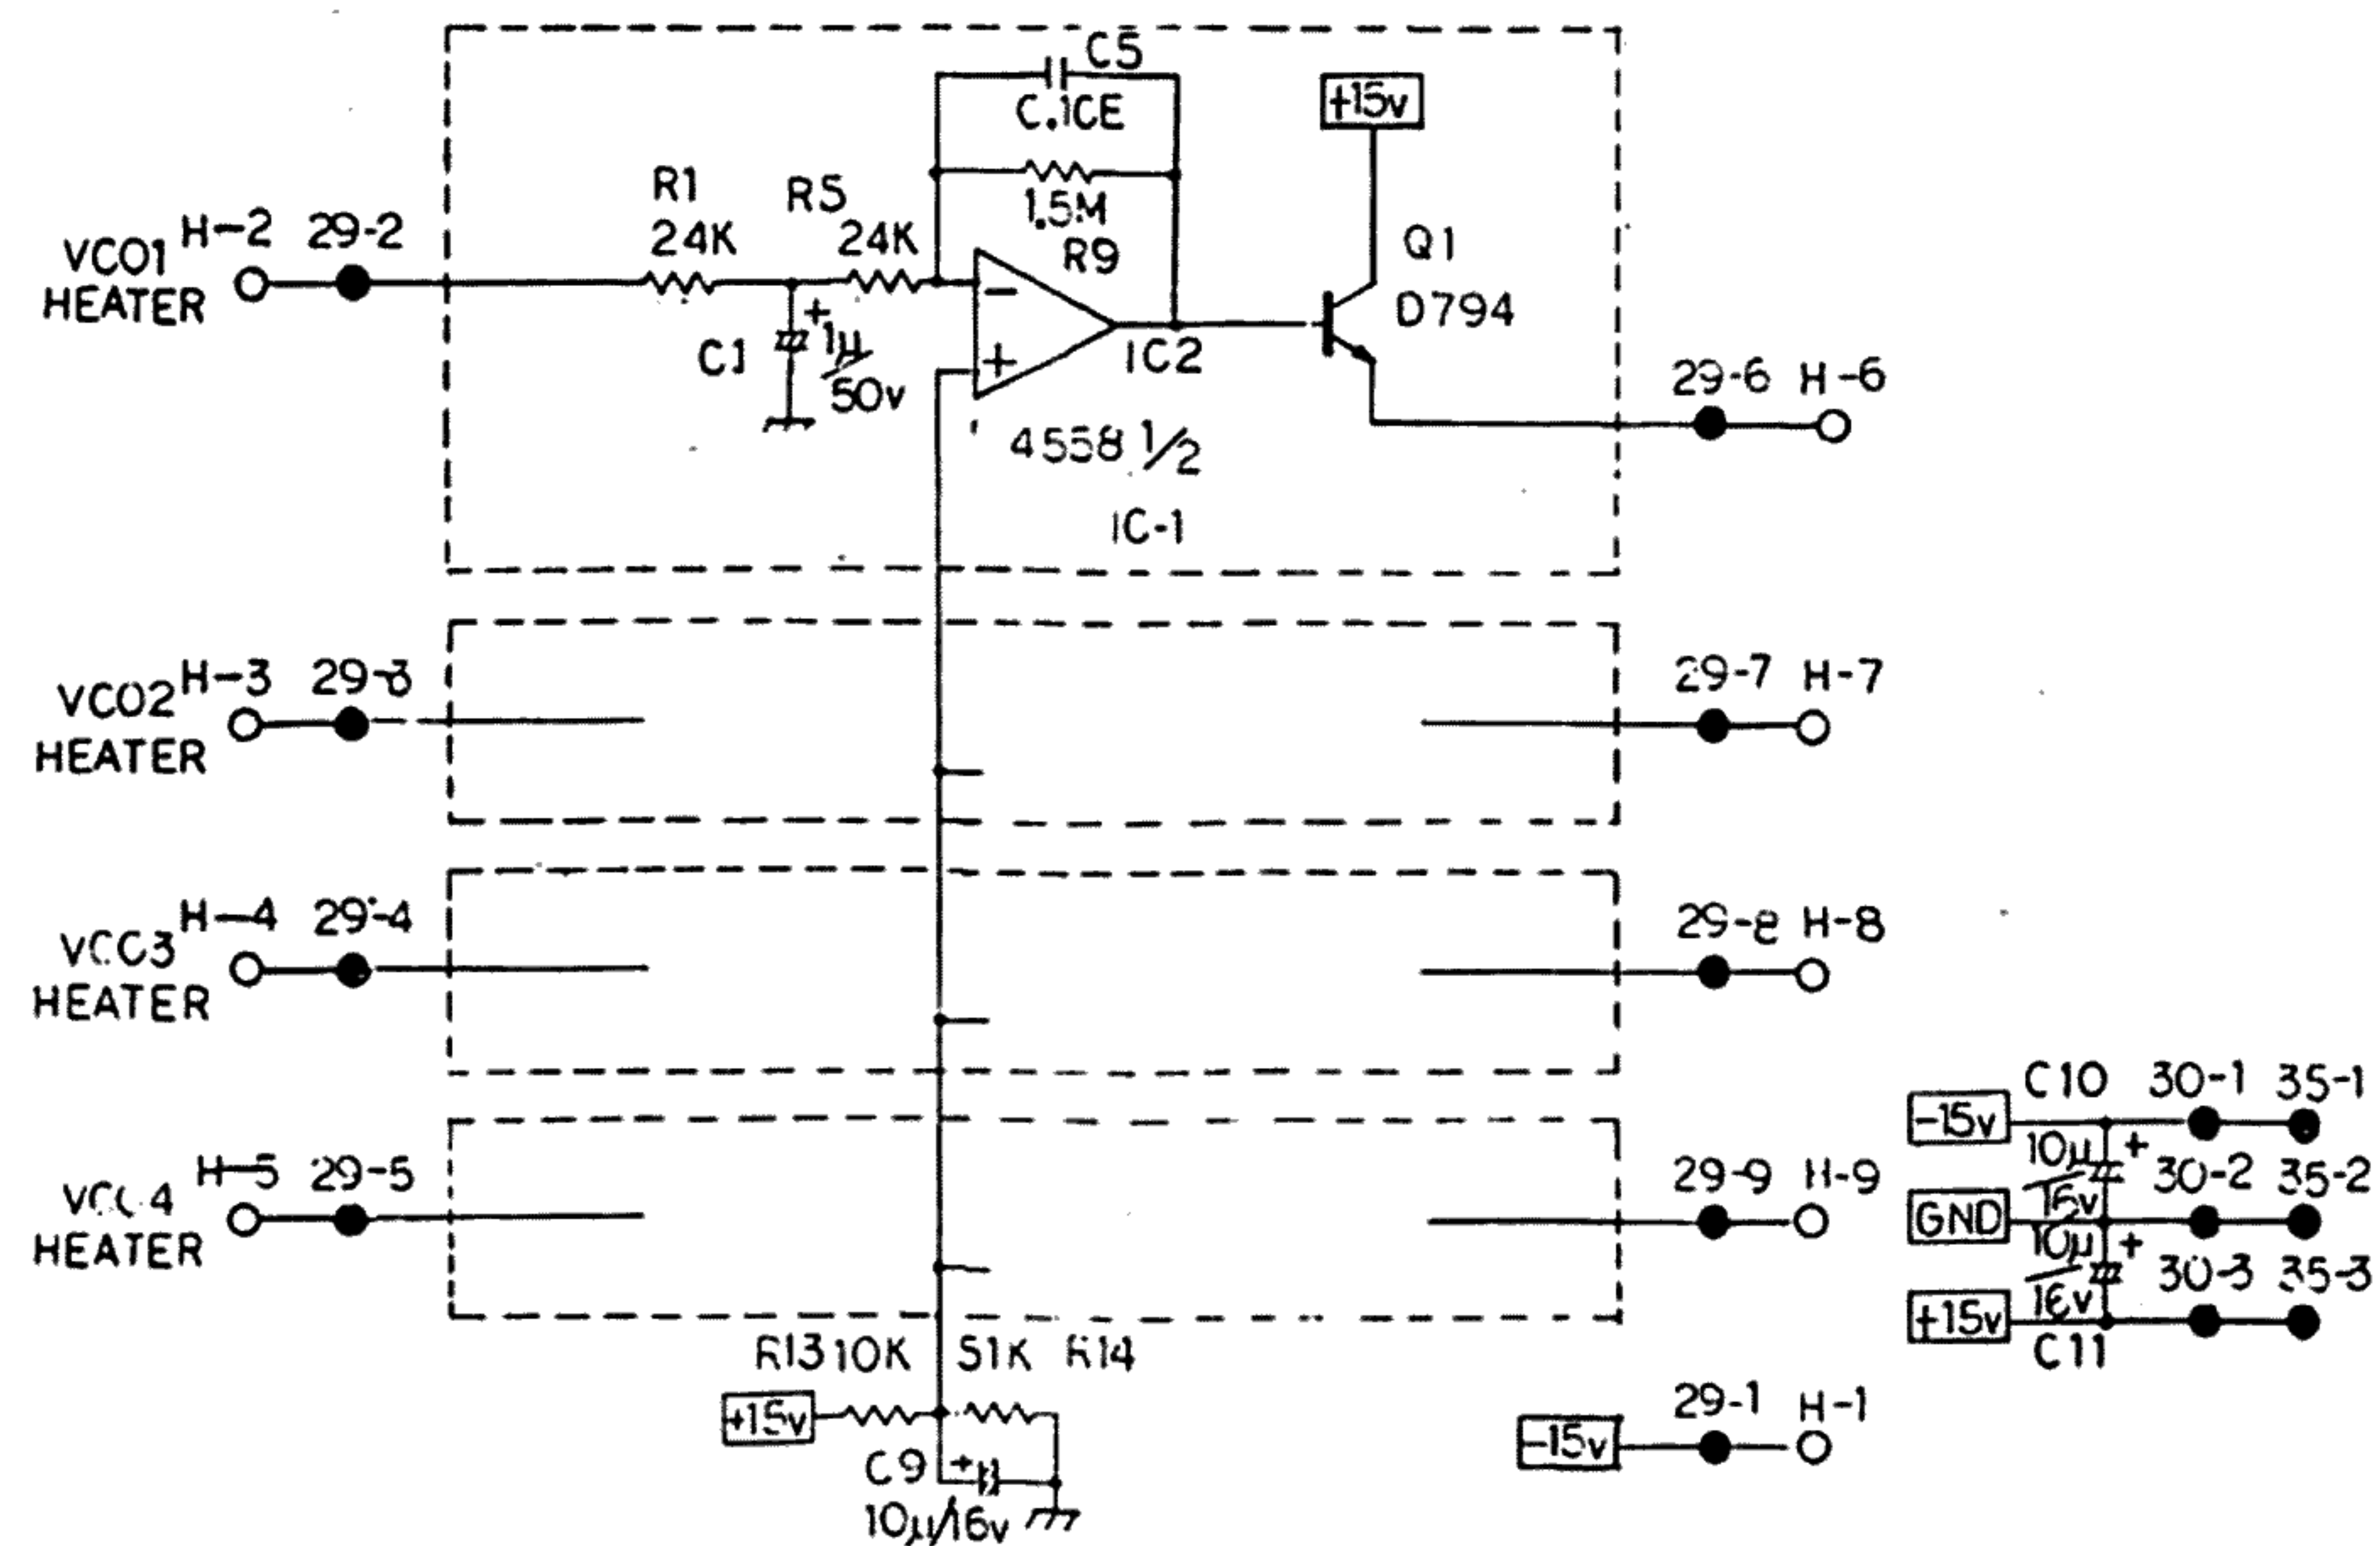 C5
C.1CE
+15v
R1
24K
R5
24K
1.5M
R9
Q1
D794
VCO1
HEATER
H-2 29-2
−
+
+
C1
1μ/50v
IC2
4558 1/2
IC-1
29-6 H-6
VCO2
HEATER
H-3 29-3
29-7 H-7
HEATER
H-4 29-4
29-8 H-8
HEATER
H-5 29-5
29-9 H-9
C10 30-1 35-1
-15v
10μ/16v +
30-2 35-2
GND
10μ/16v +
30-3 35-3
+15v
C11
R13 10K 51K R14
+15v
C9 +
10μ/16v
29-1 H-1
-15v